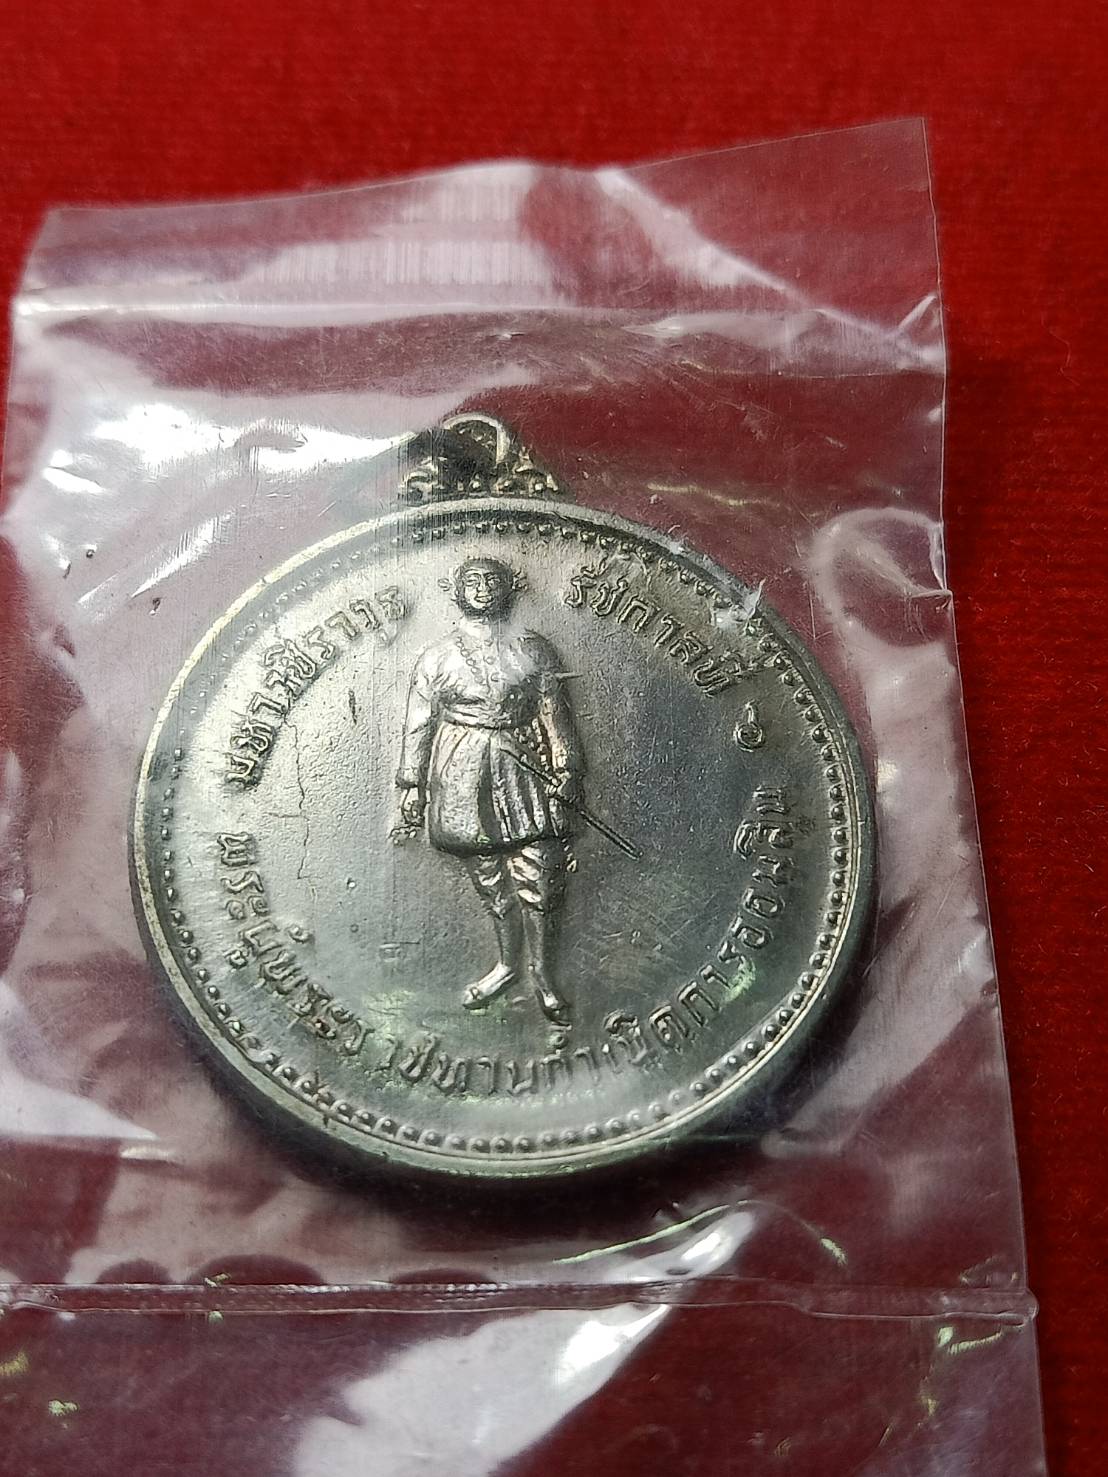 มหาวชิราวุธ รัชกาลที่ ๖
พระผู้พระราชทานกำเนิดการออมสิน